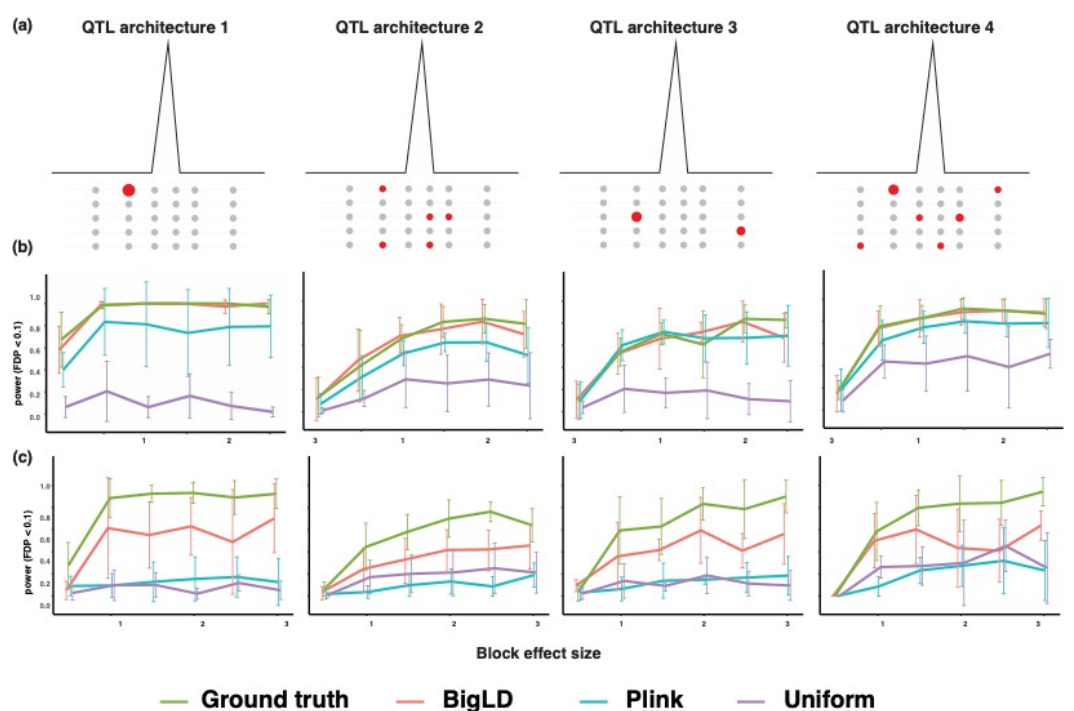 (a)
QTL architecture 1 QTL architecture 2 QTL architecture 3 QTL architecture 4
(b)
power (FDP < 0.1)
1.0
0.8
0.6
0.4
0.2
0.0
1 2 3 1 2 3 1 2 3 1 2
(c)
power (FDP < 0.1)
1.0
0.8
0.6
0.4
0.2
0.0
1 2 3 1 2 3 1 2 3 1 2 3
Block effect size
Ground truth BigLD Plink Uniform